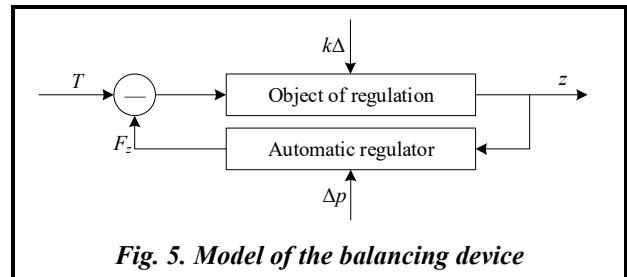 kΔ
T
—
Object of regulation
z
F_z
Automatic regulator
Δp
Fig. 5. Model of the balancing device